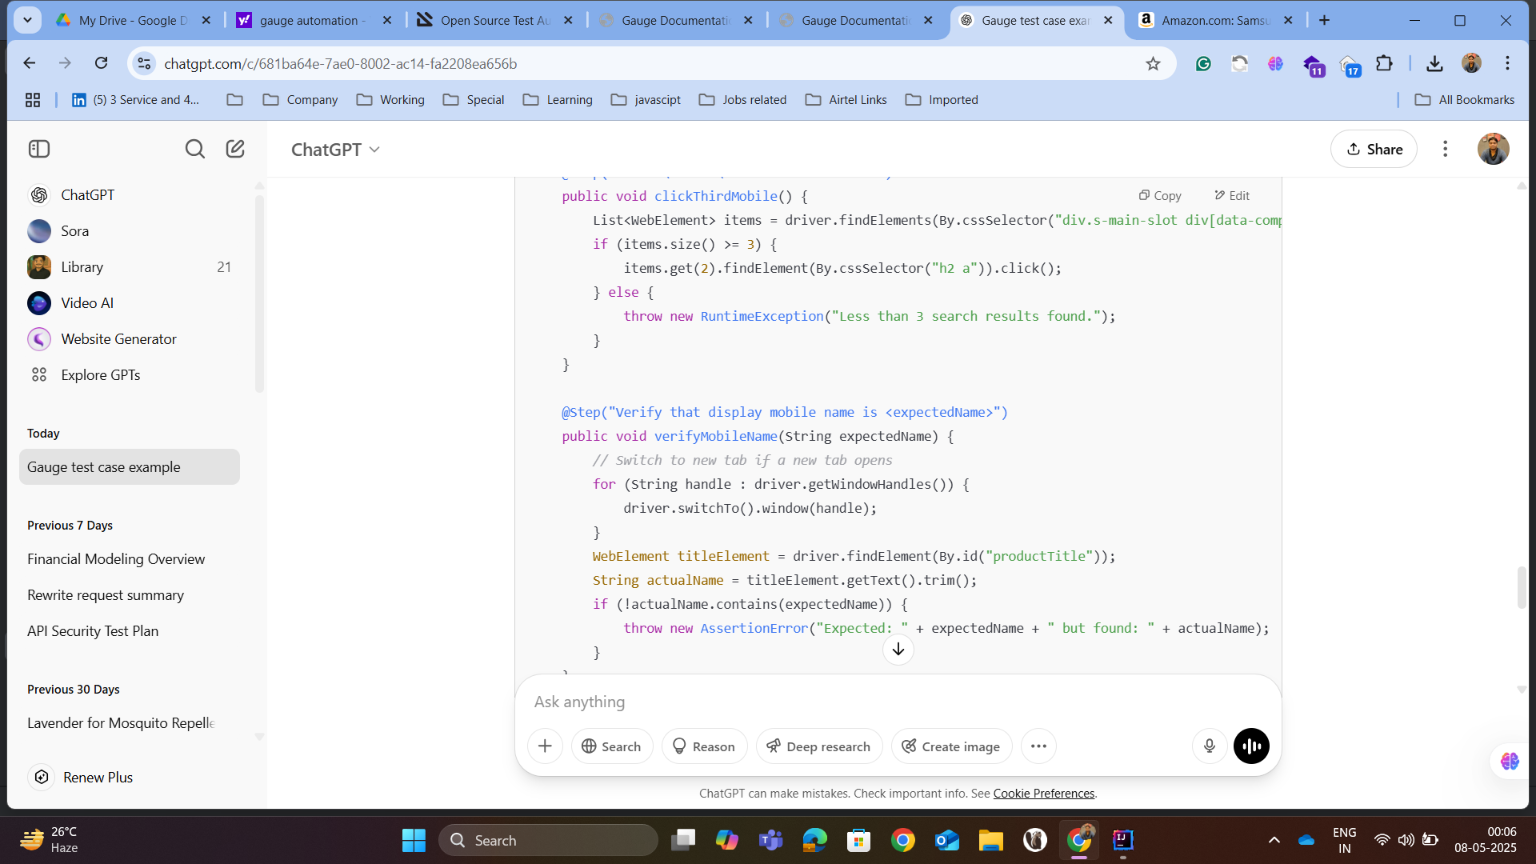 My Drive - Google D
gauge automation -
Open Source Test Au
Gauge Documentati
Gauge Documentati
Gauge test case exa
Amazon.com: Samsu
chatgpt.com/c/681ba64e-7ae0-8002-ac14-fa2208ea656b
11
17
(5) 3 Service and 4...
Company
Working
Special
Learning
javascipt
Jobs related
Airtel Links
Imported
All Bookmarks
ChatGPT
Share
ChatGPT
Sora
Library 21
Video AI
Website Generator
Explore GPTs
Today
Gauge test case example
Previous 7 Days
Financial Modeling Overview
Rewrite request summary
API Security Test Plan
Previous 30 Days
Lavender for Mosquito Repelle
Renew Plus
Copy
Edit
public void clickThirdMobile() {
List<WebElement> items = driver.findElements(By.cssSelector("div.s-main-slot div[data-comp
if (items.size() >= 3) {
items.get(2).findElement(By.cssSelector("h2 a")).click();
} else {
throw new RuntimeException("Less than 3 search results found.");
}
}
@Step("Verify that display mobile name is <expectedName>")
public void verifyMobileName(String expectedName) {
// Switch to new tab if a new tab opens
for (String handle : driver.getWindowHandles()) {
driver.switchTo().window(handle);
}
WebElement titleElement = driver.findElement(By.id("productTitle"));
String actualName = titleElement.getText().trim();
if (!actualName.contains(expectedName)) {
throw new AssertionError("Expected: " + expectedName + " but found: " + actualName);
}
Ask anything
Search
Reason
Deep research
Create image
ChatGPT can make mistakes. Check important info. See Cookie Preferences.
26°C
Haze
Search
ENG
IN
00:06
08-05-2025